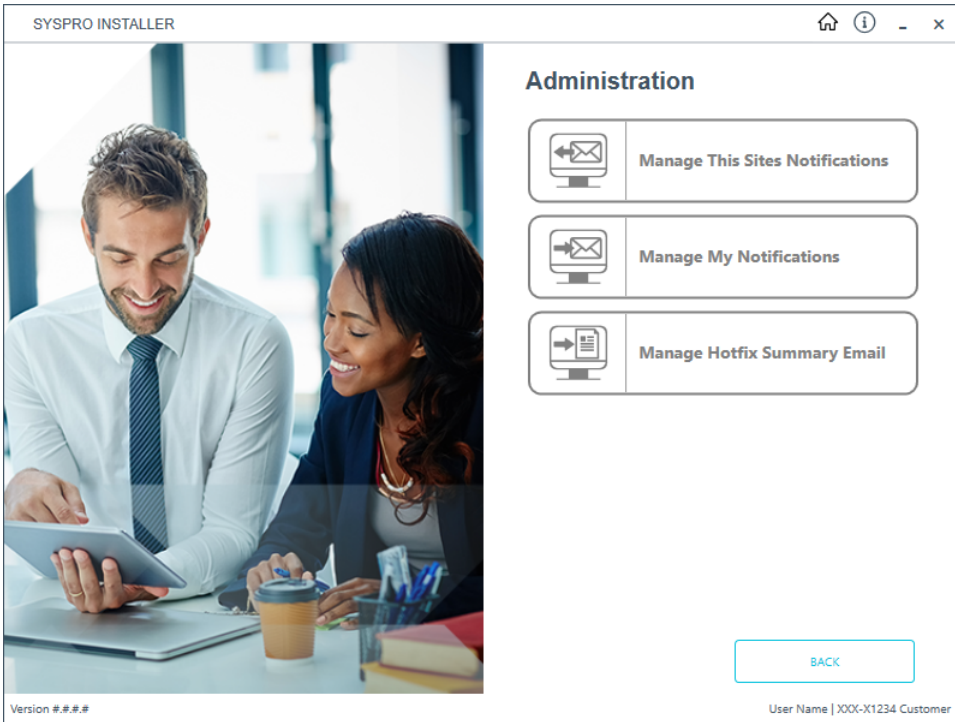 SYSPRO INSTALLER
Administration
Manage This Sites Notifications
Manage My Notifications
Manage Hotfix Summary Email
BACK
Version #.#.#.#
User Name | XXX-X1234 Customer